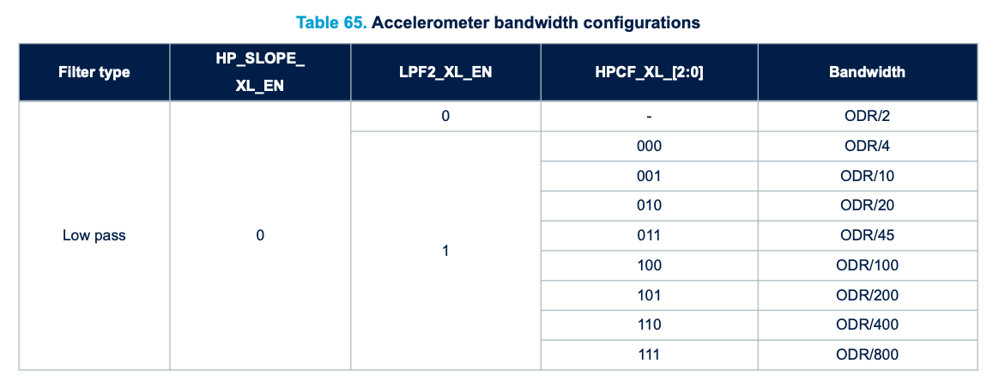 Table 65. Accelerometer bandwidth configurations
Filter type HP_SLOPE_ LPF2_XL_EN HPCF_XL_[2:0] Bandwidth
XL_EN
0 - ODR/2
000 ODR/4
001 ODR/10
010 ODR/20
Low pass 0 011 ODR/45
1
100 ODR/100
101 ODR/200
110 ODR/400
111 ODR/800